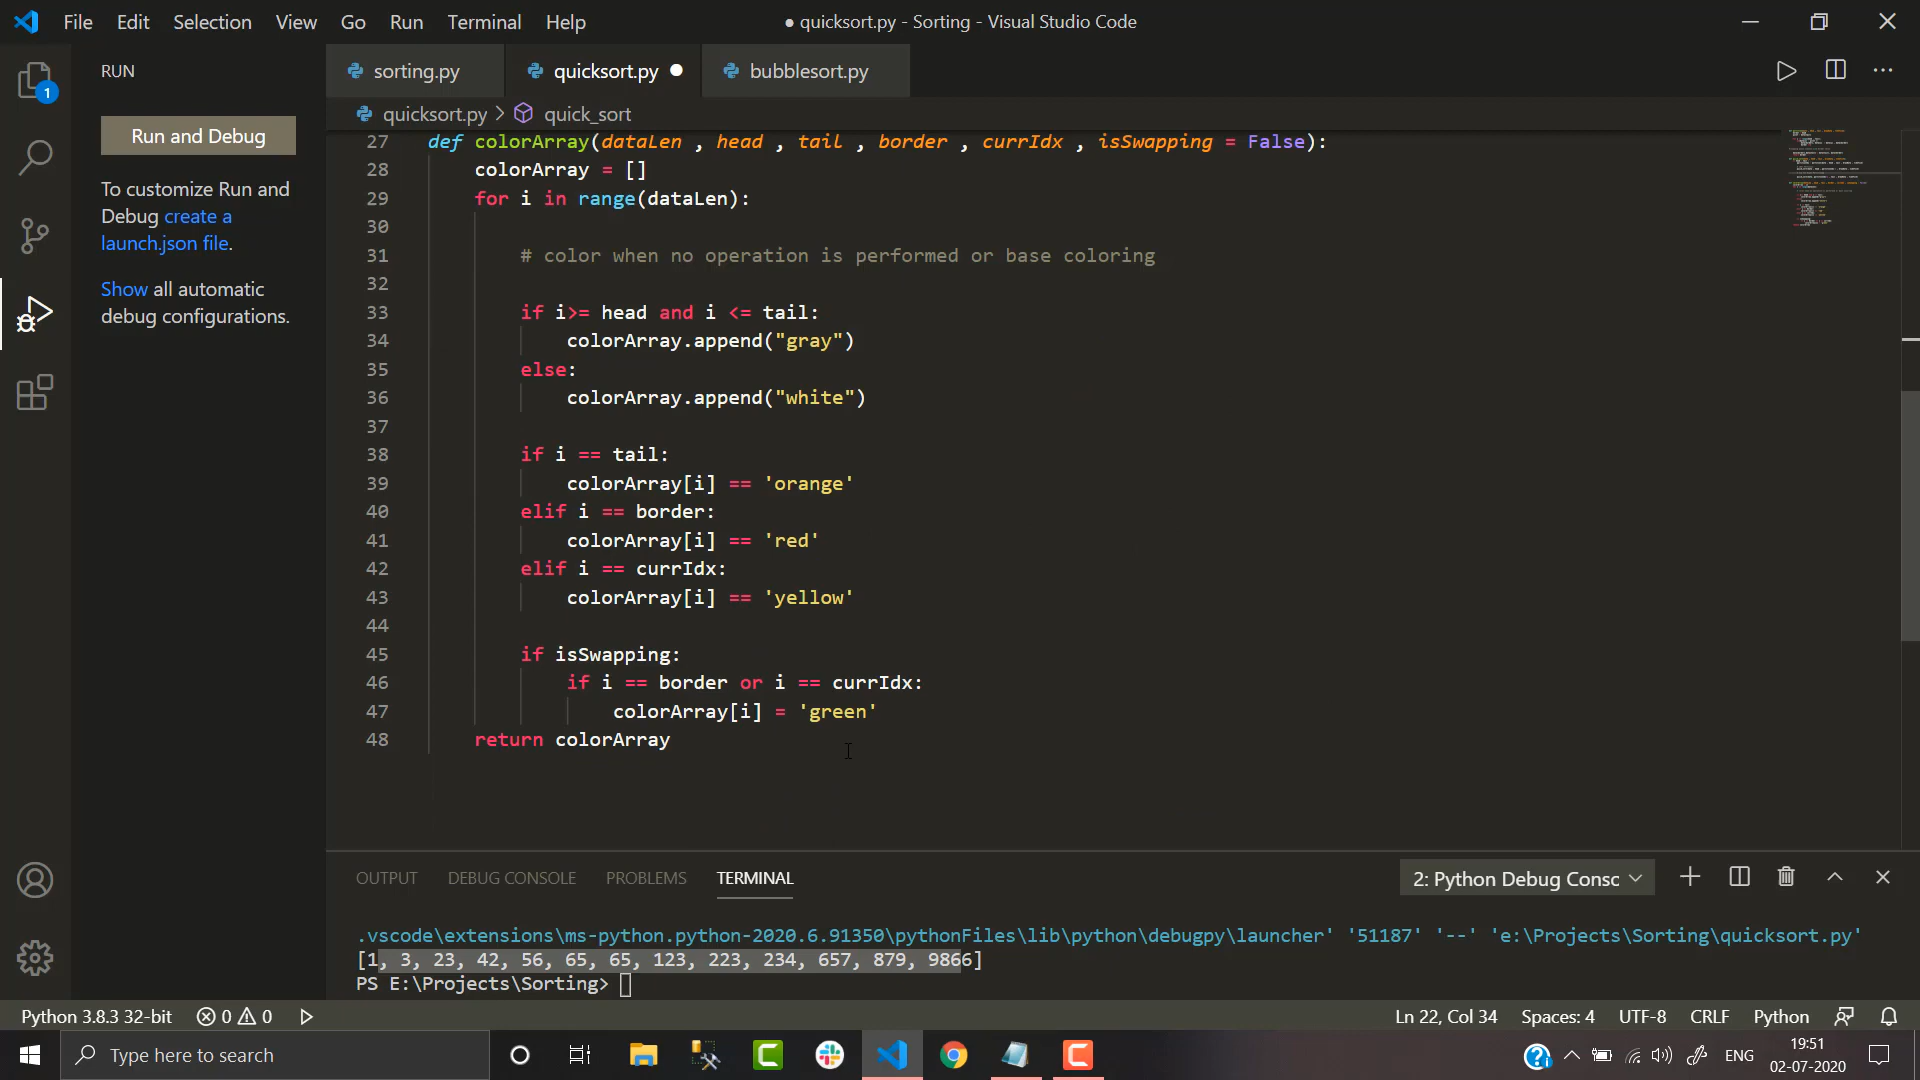 File Edit Selection View Go Run Terminal Help
● quicksort.py - Sorting - Visual Studio Code
RUN
sorting.py
quicksort.py
bubblesort.py
quicksort.py > quick_sort
1
Run and Debug
To customize Run and
Debug create a
launch.json file.
Show all automatic
debug configurations.
27 def colorArray(dataLen , head , tail , border , currIdx , isSwapping = False):
28 colorArray = []
29 for i in range(dataLen):
30
31 # color when no operation is performed or base coloring
32
33 if i>= head and i <= tail:
34 colorArray.append("gray")
35 else:
36 colorArray.append("white")
37
38 if i == tail:
39 colorArray[i] == 'orange'
40 elif i == border:
41 colorArray[i] == 'red'
42 elif i == currIdx:
43 colorArray[i] == 'yellow'
44
45 if isSwapping:
46 if i == border or i == currIdx:
47 colorArray[i] = 'green'
48 return colorArray
OUTPUT DEBUG CONSOLE PROBLEMS TERMINAL
2: Python Debug Consc
.vscode\extensions\ms-python.python-2020.6.91350\pythonFiles\lib\python\debugpy\launcher' '51187' '--' 'e:\Projects\Sorting\quicksort.py'
[1, 3, 23, 42, 56, 65, 65, 123, 223, 234, 657, 879, 9866]
PS E:\Projects\Sorting>
Python 3.8.3 32-bit 0 0
Ln 22, Col 34 Spaces: 4 UTF-8 CRLF Python
Type here to search
ENG
19:51
02-07-2020